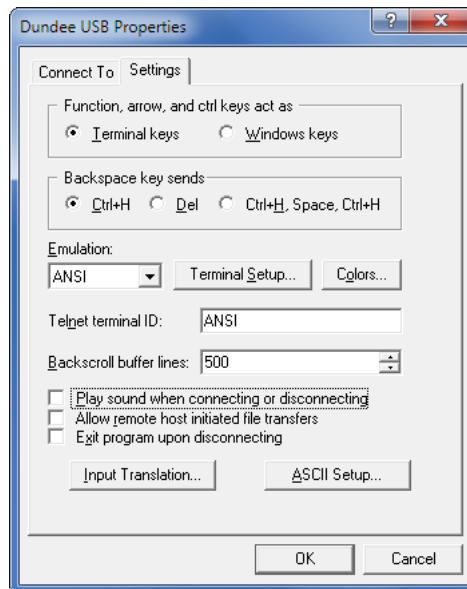 Dundee USB Properties
?
Connect To Settings
Function, arrow, and ctrl keys act as
Terminal keys Windows keys
Backspace key sends
Ctrl+H Del Ctrl+H, Space, Ctrl+H
Emulation:
ANSI Terminal Setup... Colors...
Telnet terminal ID: ANSI
Backscroll buffer lines: 500
Play sound when connecting or disconnecting
Allow remote host initiated file transfers
Exit program upon disconnecting
Input Translation... ASCII Setup...
OK Cancel